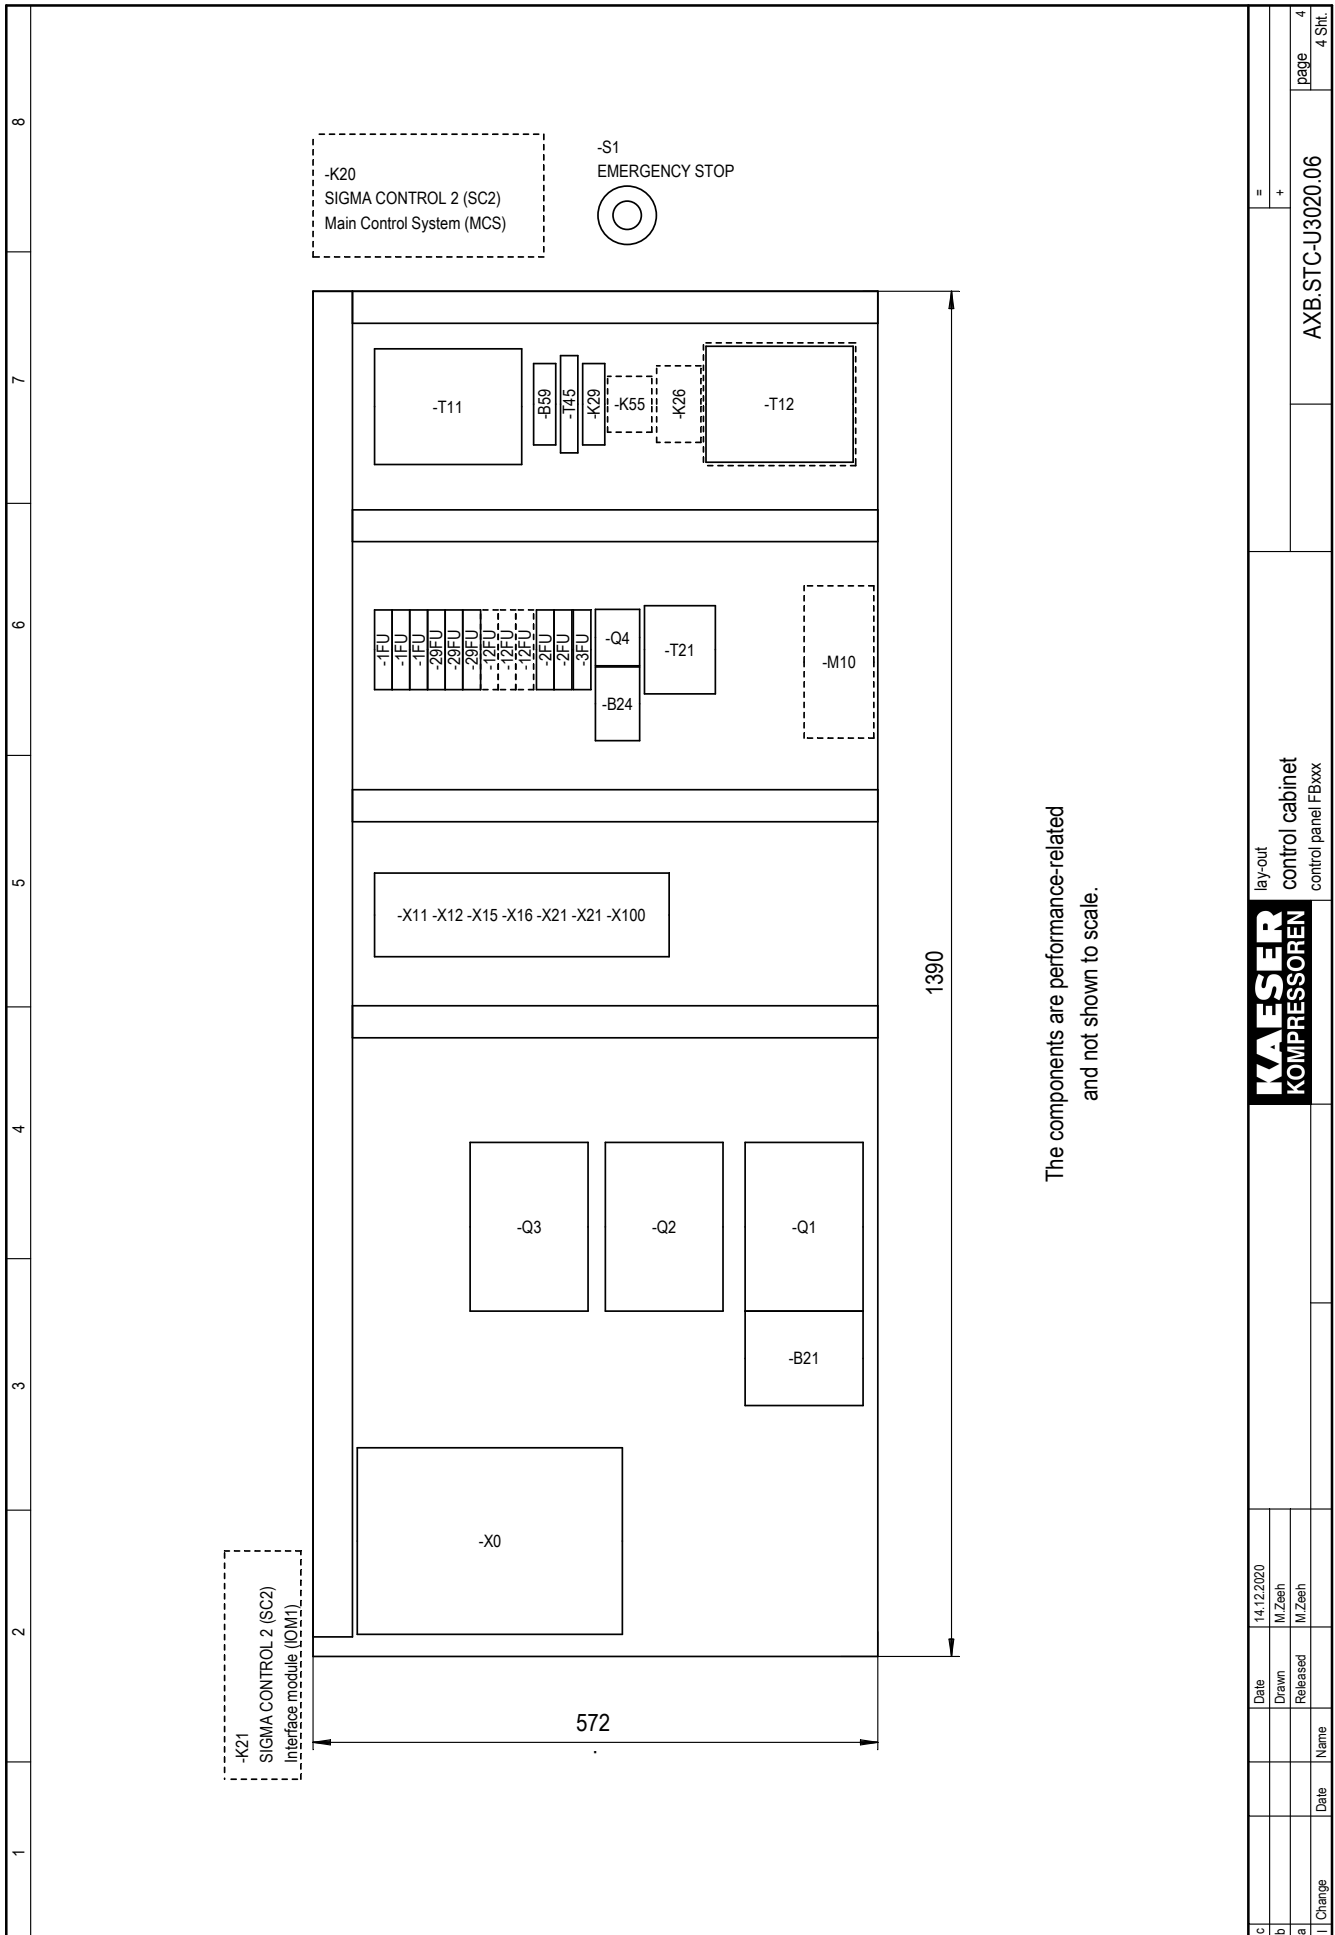 8
7
6
5
4
3
2
1
-K20
SIGMA CONTROL 2 (SC2)
Main Control System (MCS)
-S1
EMERGENCY STOP
-T11
-B59
-T45
-K29
-K55
-K26
-T12
-1FU
-1FU
-1FU
-29FU
-29FU
-29FU
-12FU
-12FU
-12FU
-2FU
-2FU
-3FU
-Q4
-B24
-T21
-M10
-X11 -X12 -X15 -X16 -X21 -X21 -X100
-Q3
-Q2
-Q1
-B21
-X0
-K21
SIGMA CONTROL 2 (SC2)
Interface module (IOM1)
1390
572
The components are performance-related
and not shown to scale.
c
b
a
Change
Date
Name
Date
14.12.2020
Drawn
M.Zeeh
Released
M.Zeeh
KAESER
KOMPRESSOREN
lay-out
control cabinet
control panel FBxxx
=
+
AXB.STC-U3020.06
page 4
4 Sht.